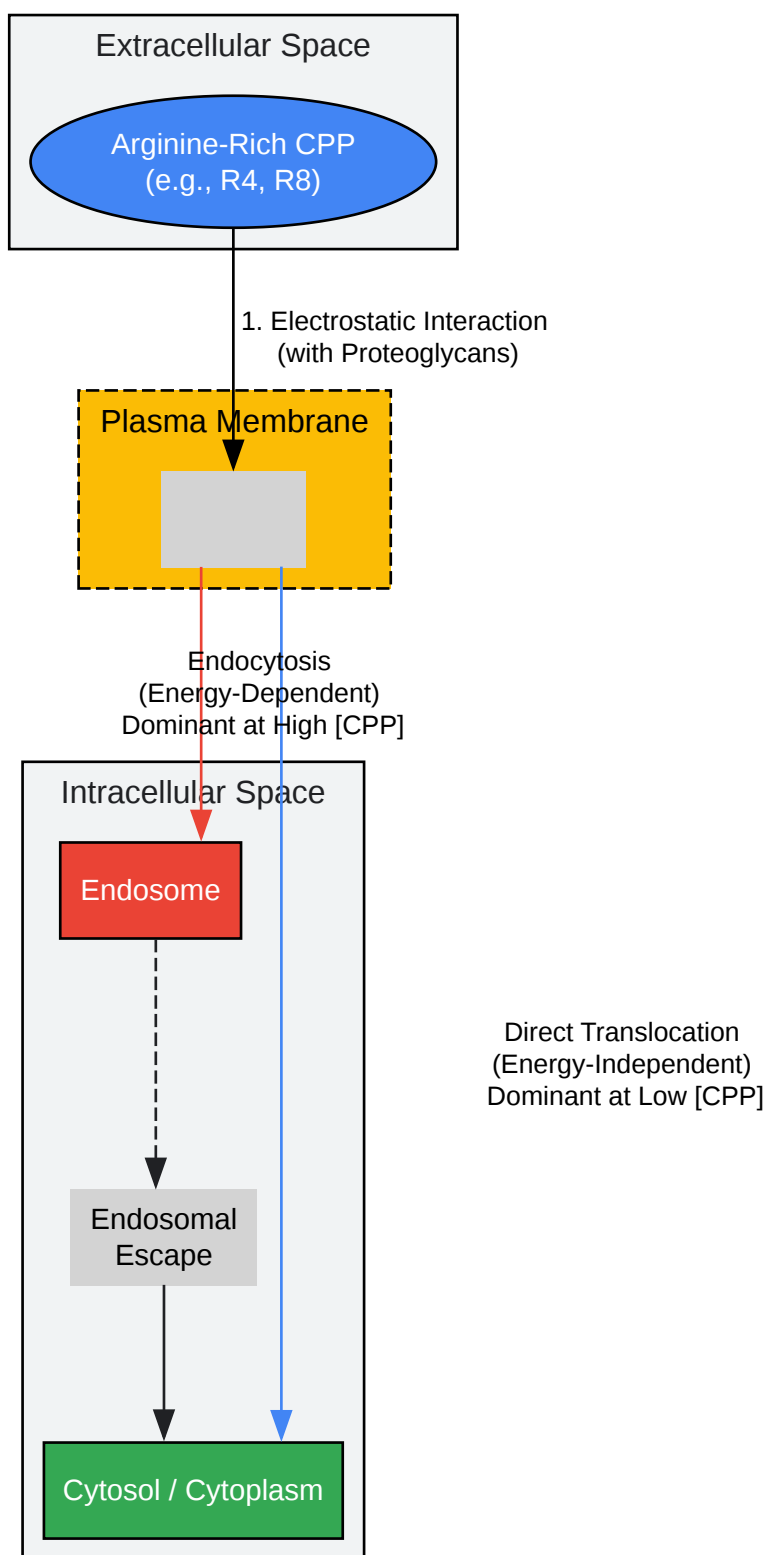 Extracellular Space
Arginine-Rich CPP
(e.g., R4, R8)
1. Electrostatic Interaction
(with Proteoglycans)
Plasma Membrane
Endocytosis
(Energy-Dependent)
Dominant at High [CPP]
Intracellular Space
Endosome
Direct Translocation
(Energy-Independent)
Dominant at Low [CPP]
Endosomal
Escape
Cytosol / Cytoplasm